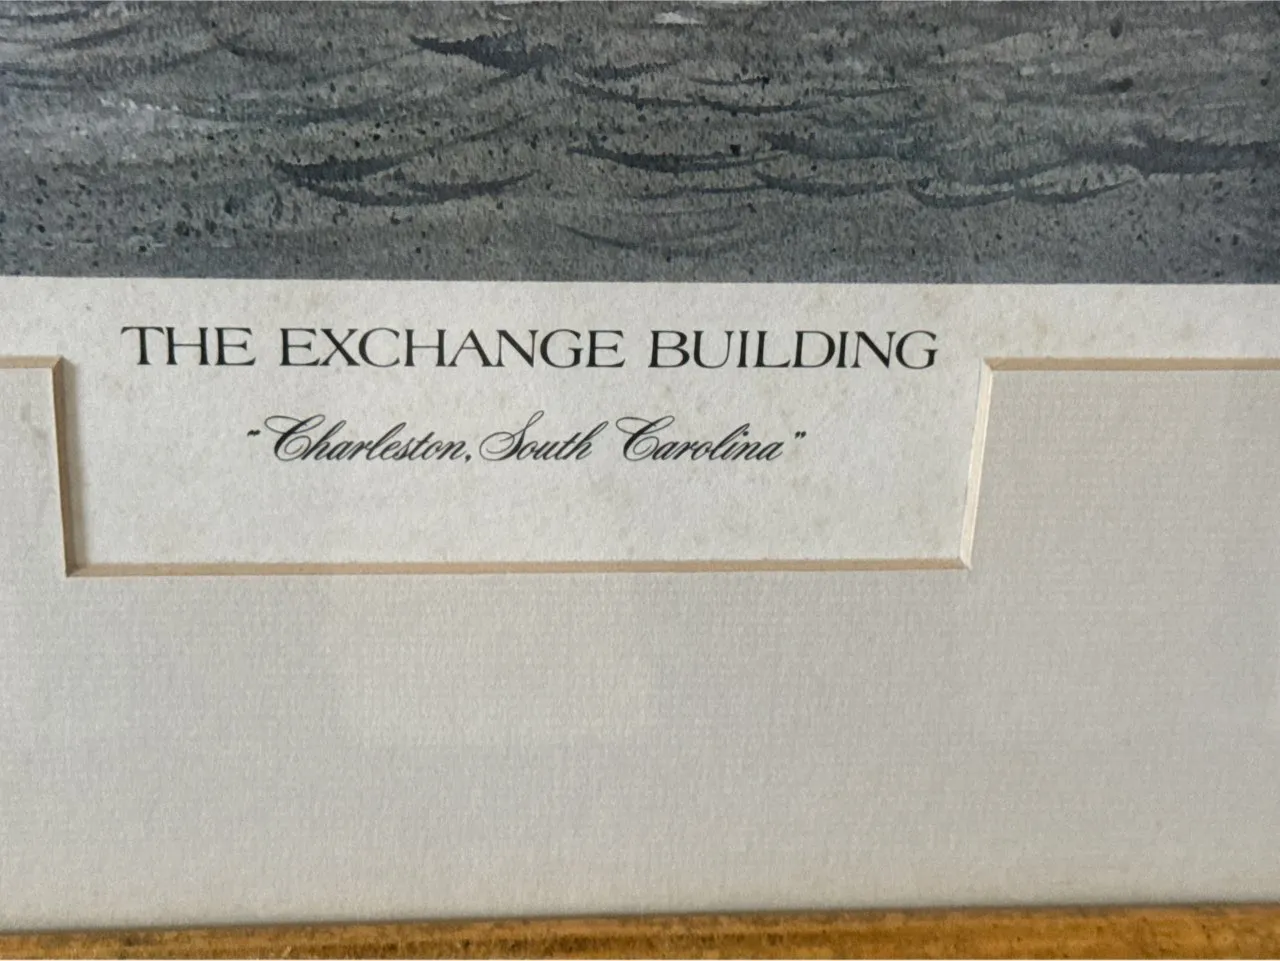 THE EXCHANGE BUILDING
"Charleston, South Carolina"